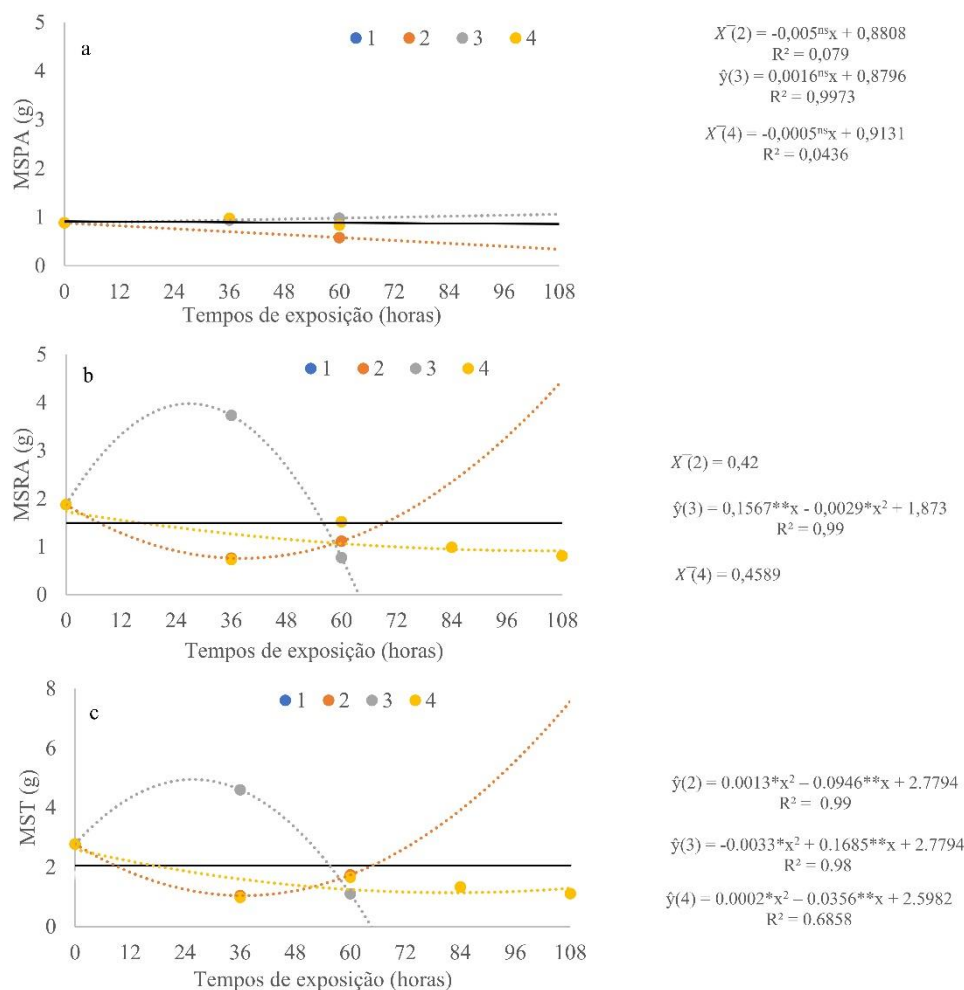 a
1 2 3 4
MSPA (g)
5
4
3
2
1
0
0 12 24 36 48 60 72 84 96 108
Tempos de exposição (horas)
X̅(2) = -0,005ⁿˢx + 0,8808
R² = 0,079
ŷ(3) = 0,0016ⁿˢx + 0,8796
R² = 0,9973
X̅(4) = -0,0005ⁿˢx + 0,9131
R² = 0,0436
b
1 2 3 4
MSRA (g)
5
4
3
2
1
0
0 12 24 36 48 60 72 84 96 108
Tempos de exposição (horas)
X̅(2) = 0,42
ŷ(3) = 0,1567**x - 0,0029*x² + 1,873
R² = 0,99
X̅(4) = 0,4589
c
1 2 3 4
MST (g)
8
6
4
2
0
0 12 24 36 48 60 72 84 96 108
Tempos de exposição (horas)
ŷ(2) = 0.0013*x² – 0.0946**x + 2.7794
R² = 0.99
ŷ(3) = -0.0033*x² + 0.1685**x + 2.7794
R² = 0.98
ŷ(4) = 0.0002*x² – 0.0356**x + 2.5982
R² = 0.6858